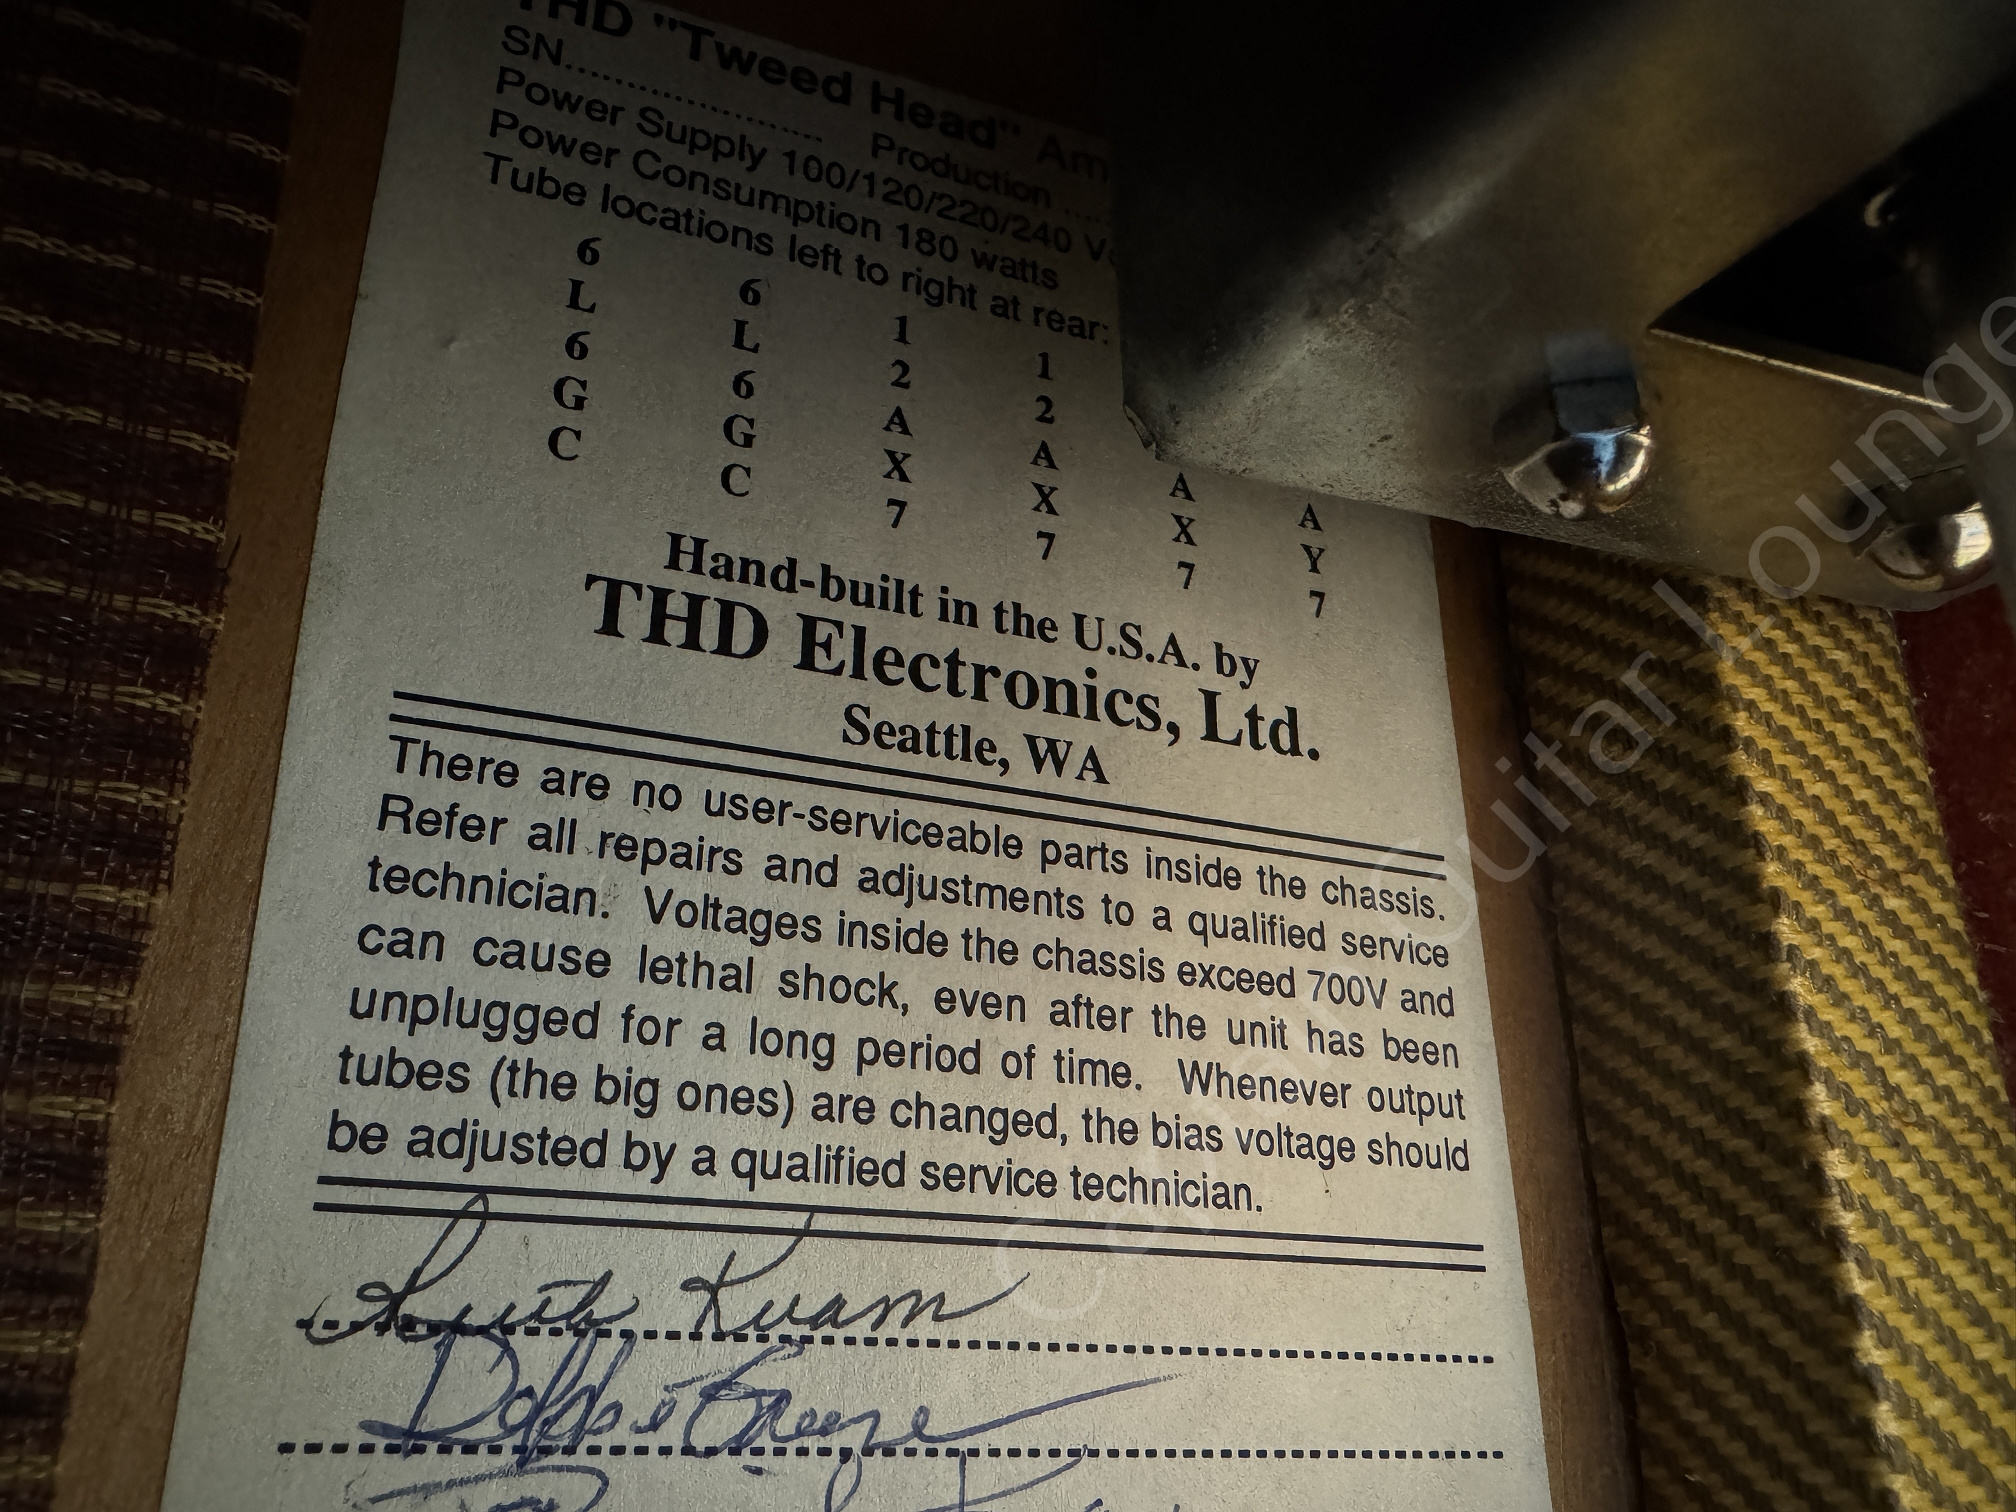 THD "Tweed Head" Am
SN.................... Production .....
Power Supply 100/120/220/240 V
Power Consumption 180 watts
Tube locations left to right at rear:
6 6 1 1
L L 2 2
6 6 A A A A
G G X X X Y
C C 7 7 7 7
Hand-built in the U.S.A. by
THD Electronics, Ltd.
Seattle, WA
There are no user-serviceable parts inside the chassis.
Refer all repairs and adjustments to a qualified service
technician. Voltages inside the chassis exceed 700V and
can cause lethal shock, even after the unit has been
unplugged for a long period of time. Whenever output
tubes (the big ones) are changed, the bias voltage should
be adjusted by a qualified service technician.
Kvam
Guitar Lounge